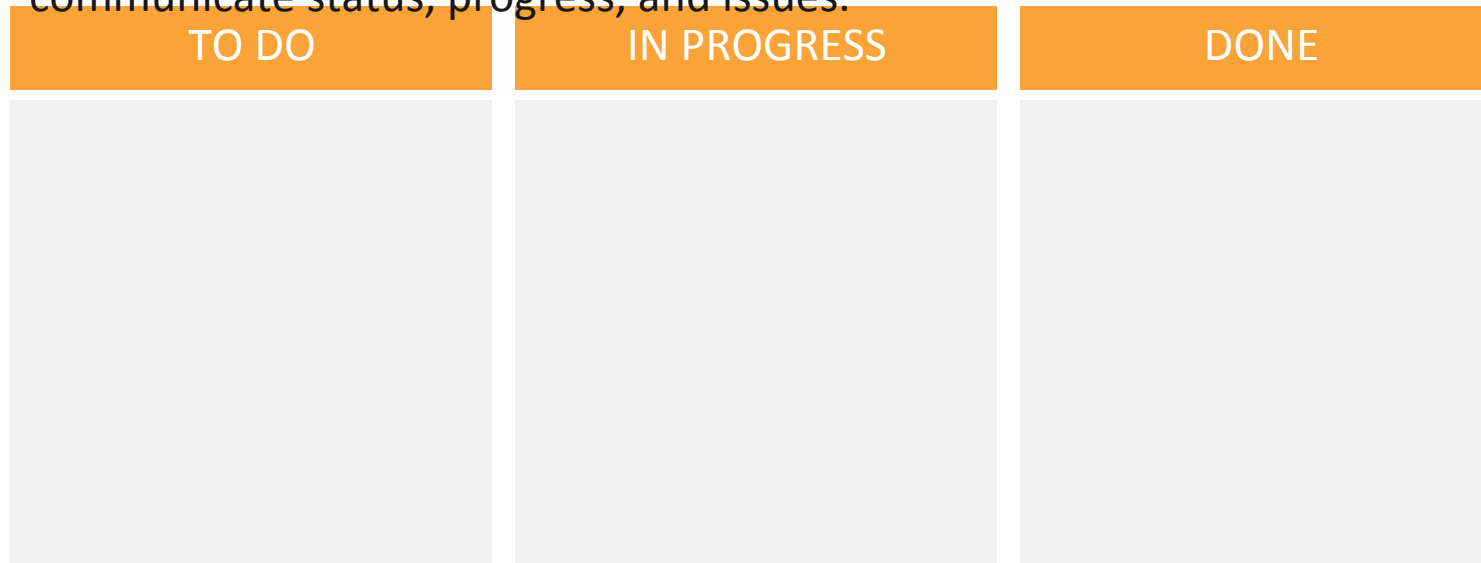 communicate status, progress, and issues.
TO DO
IN PROGRESS
DONE